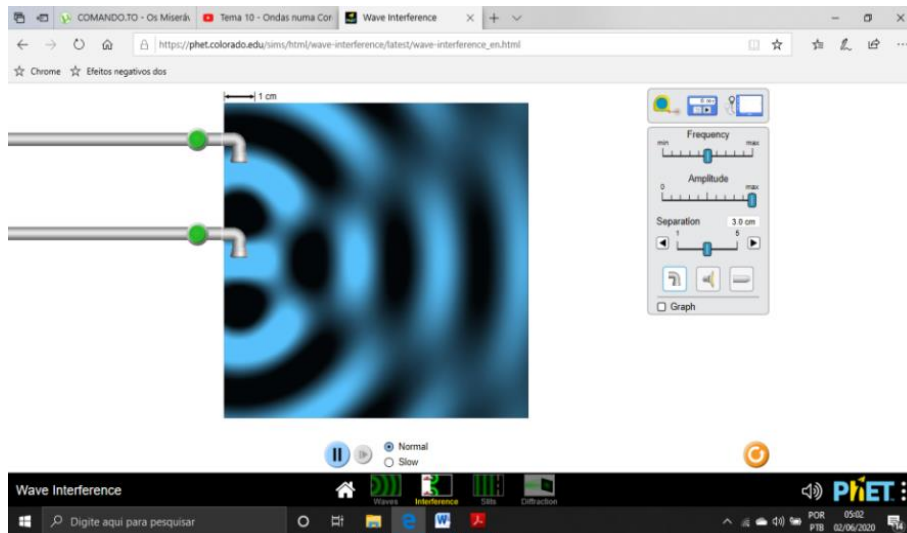 COMANDO.TO - Os Miseráv
Tema 10 - Ondas numa Cor
Wave Interference
https://phet.colorado.edu/sims/html/wave-interference/latest/wave-interference_en.html
Chrome
Efeitos negativos dos
1 cm
Frequency
min
max
Amplitude
0
max
Separation
3.0 cm
1
5
Graph
Normal
Slow
Wave Interference
Waves
Interference
Slits
Diffraction
PhET
Digite aqui para pesquisar
POR
05:02
PTB
02/06/2020